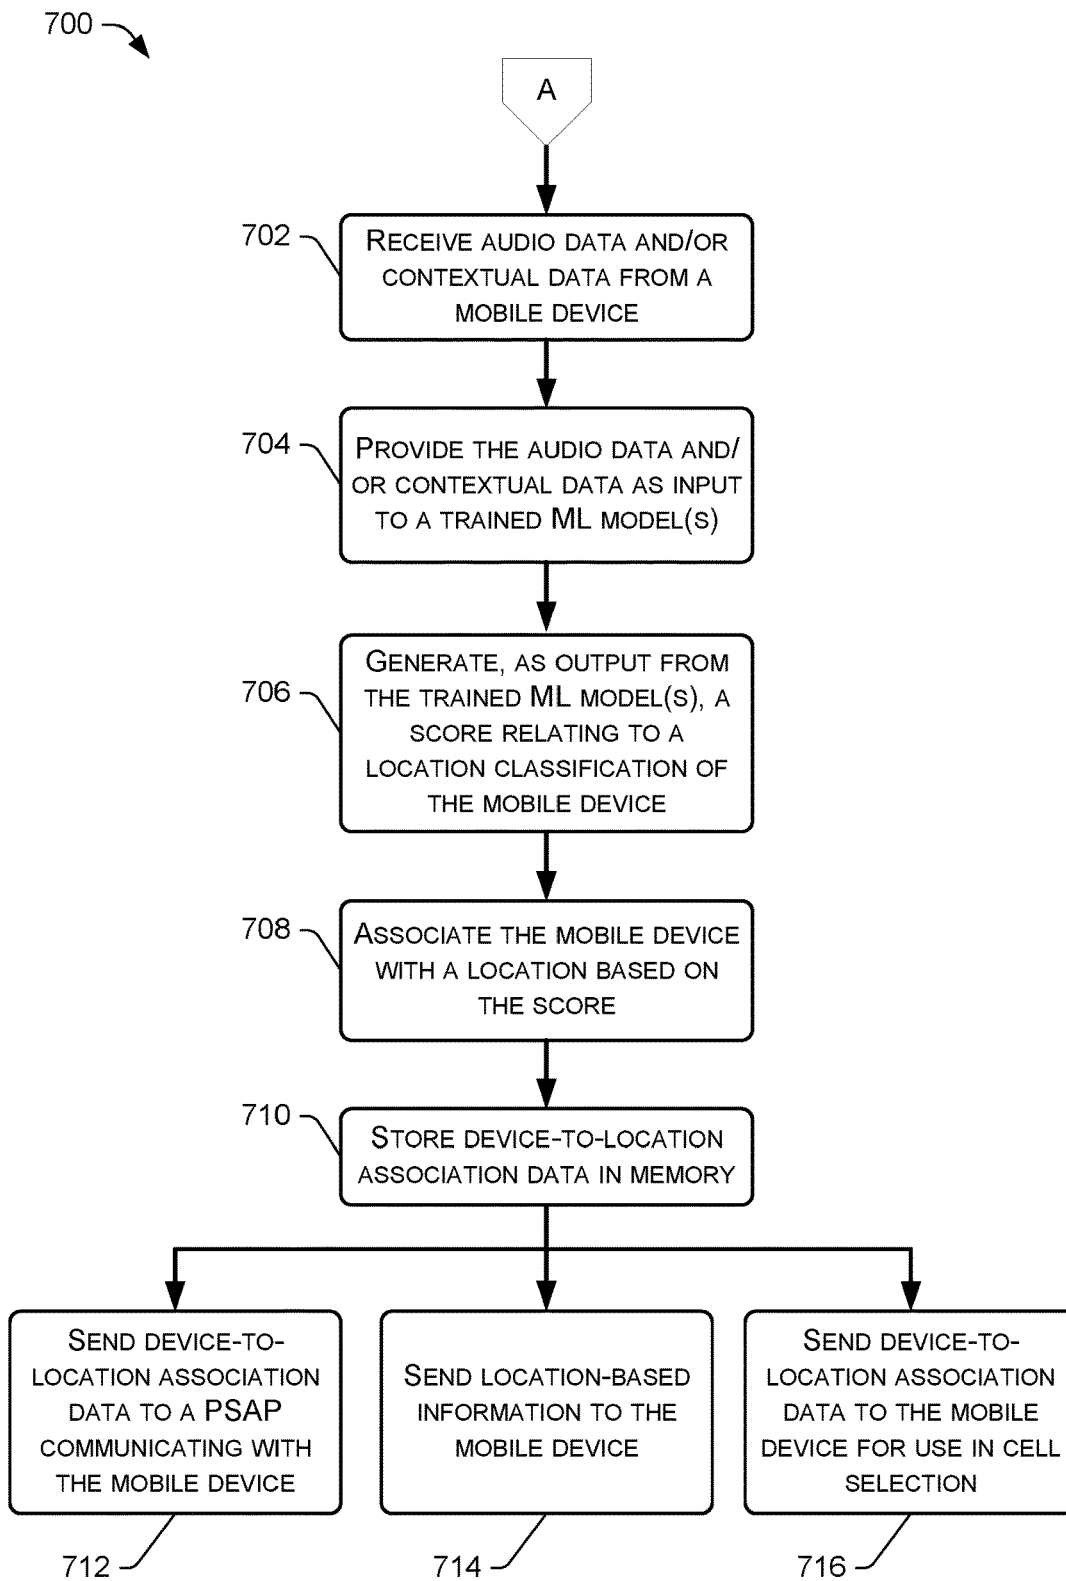 700
A
702
RECEIVE AUDIO DATA AND/OR
CONTEXTUAL DATA FROM A
MOBILE DEVICE
704
PROVIDE THE AUDIO DATA AND/
OR CONTEXTUAL DATA AS INPUT
TO A TRAINED ML MODEL(S)
706
GENERATE, AS OUTPUT FROM
THE TRAINED ML MODEL(S), A
SCORE RELATING TO A
LOCATION CLASSIFICATION OF
THE MOBILE DEVICE
708
ASSOCIATE THE MOBILE DEVICE
WITH A LOCATION BASED ON
THE SCORE
710
STORE DEVICE-TO-LOCATION
ASSOCIATION DATA IN MEMORY
SEND DEVICE-TO-
LOCATION ASSOCIATION
DATA TO A PSAP
COMMUNICATING WITH
THE MOBILE DEVICE
712
SEND LOCATION-BASED
INFORMATION TO THE
MOBILE DEVICE
714
SEND DEVICE-TO-
LOCATION ASSOCIATION
DATA TO THE MOBILE
DEVICE FOR USE IN CELL
SELECTION
716